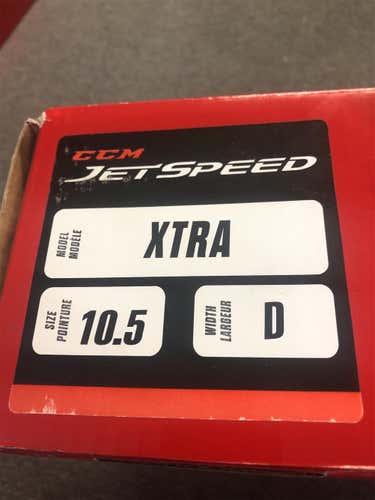 CCM
JETSPEED
MODEL
MODÈLE
XTRA
SIZE
POINTURE
10.5
WIDTH
LARGEUR
D